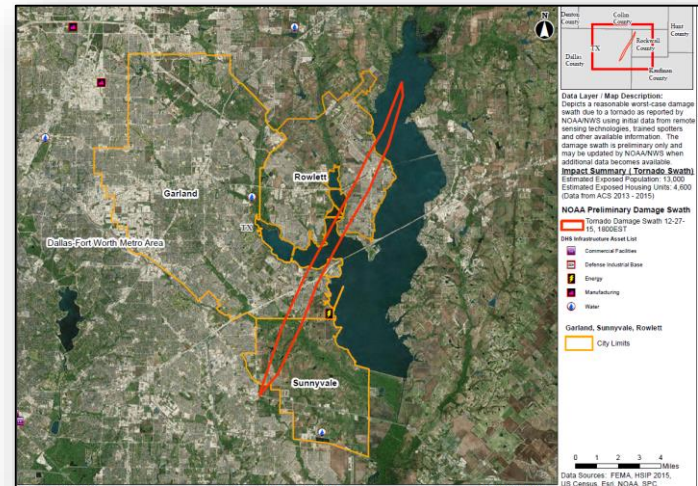 N
Denton
County
Collin
County
Hunt
County
Rockwall
County
TX
Dallas
County
Kaufman
County
Garland
Rowlett
TX
Dallas-Fort Worth Metro Area
Sunnyvale
Data Layer / Map Description:
Depicts a reasonable worst-case damage
swath due to a tornado as reported by
NOAA/NWS using initial data from remote
sensing technologies, trained spotters
and other available information. The
damage swath is preliminary only and
may be updated by NOAA/NWS when
additional data becomes available.
Impact Summary ( Tornado Swath)
Estimated Exposed Population: 13,000
Estimated Exposed Housing Units: 4,600
(Data from ACS 2013 - 2015)
NOAA Preliminary Damage Swath
Tornado Damage Swath 12-27-
15, 1800EST
DHS Infrastructure Asset List
Commercial Facilities
Defense Industrial Base
Energy
Manufacturing
Water
Garland, Sunnyvale, Rowlett
City Limits
0 1 2 3 4
Miles
Data Sources: FEMA, HSIP 2015,
US Census, Esri, NOAA, SPC